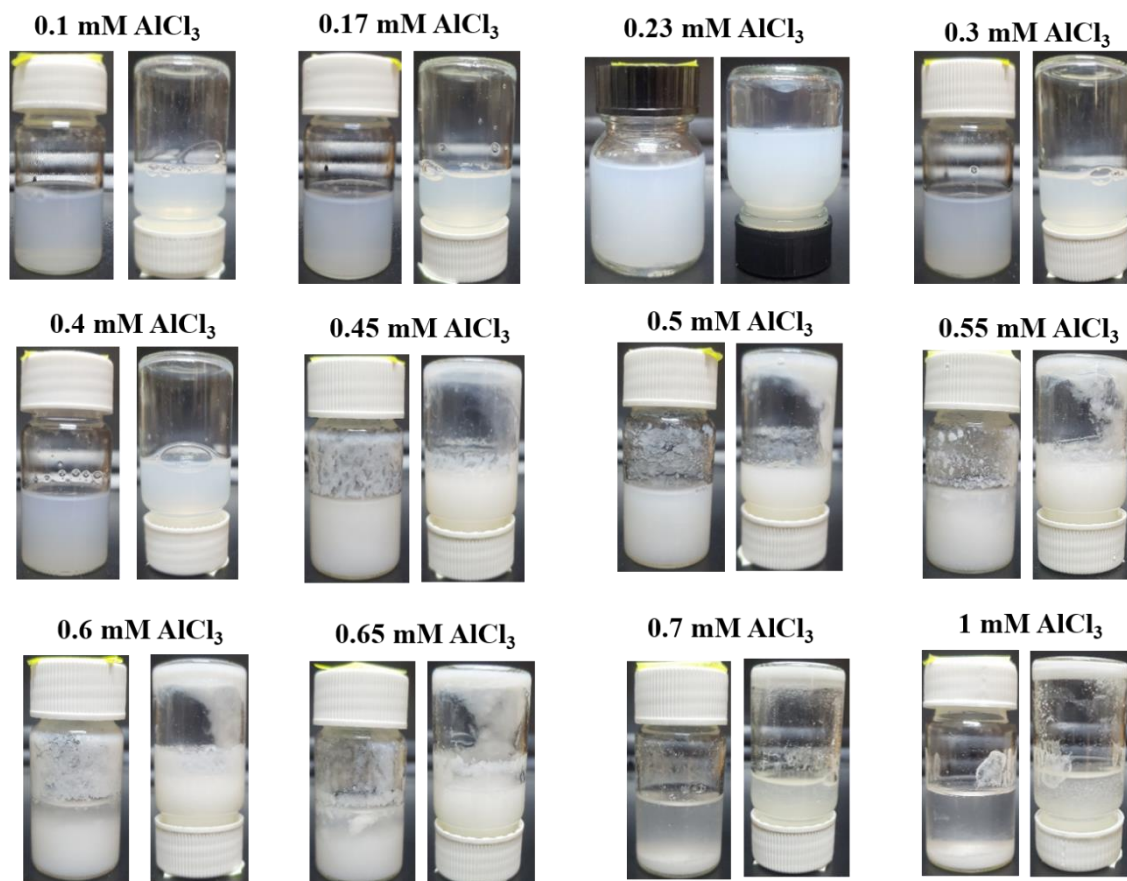 0.1 mM AlCl₃
0.17 mM AlCl₃
0.23 mM AlCl₃
0.3 mM AlCl₃
0.4 mM AlCl₃
0.45 mM AlCl₃
0.5 mM AlCl₃
0.55 mM AlCl₃
0.6 mM AlCl₃
0.65 mM AlCl₃
0.7 mM AlCl₃
1 mM AlCl₃